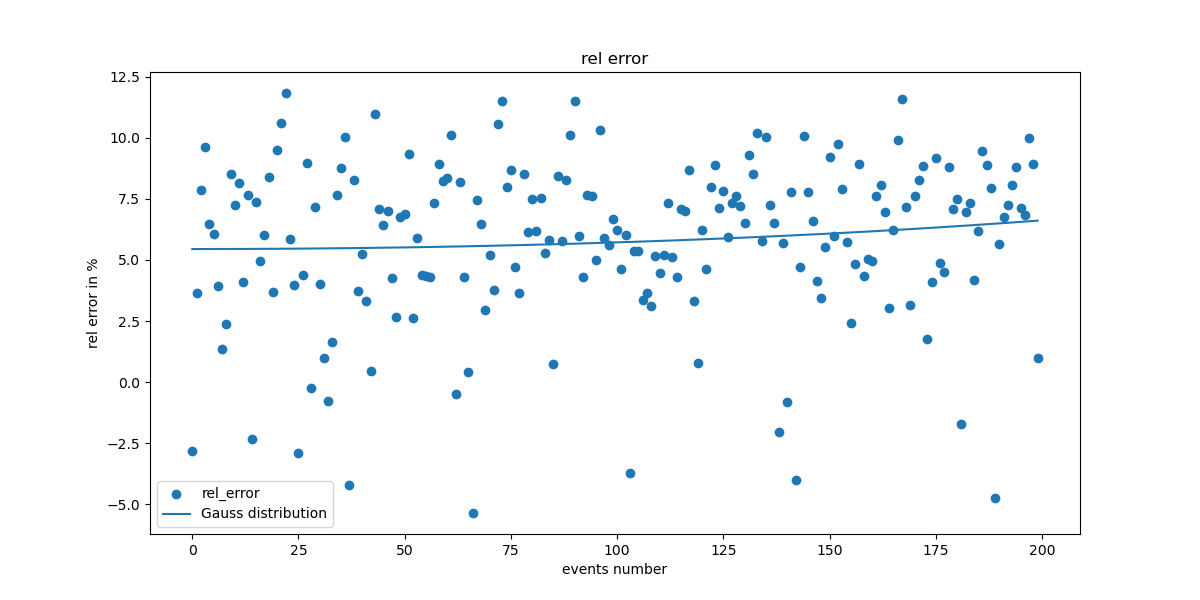 rel error
12.5
10.0
7.5
5.0
2.5
0.0
−2.5
−5.0
rel error in %
rel_error
Gauss distribution
0 25 50 75 100 125 150 175 200
events number